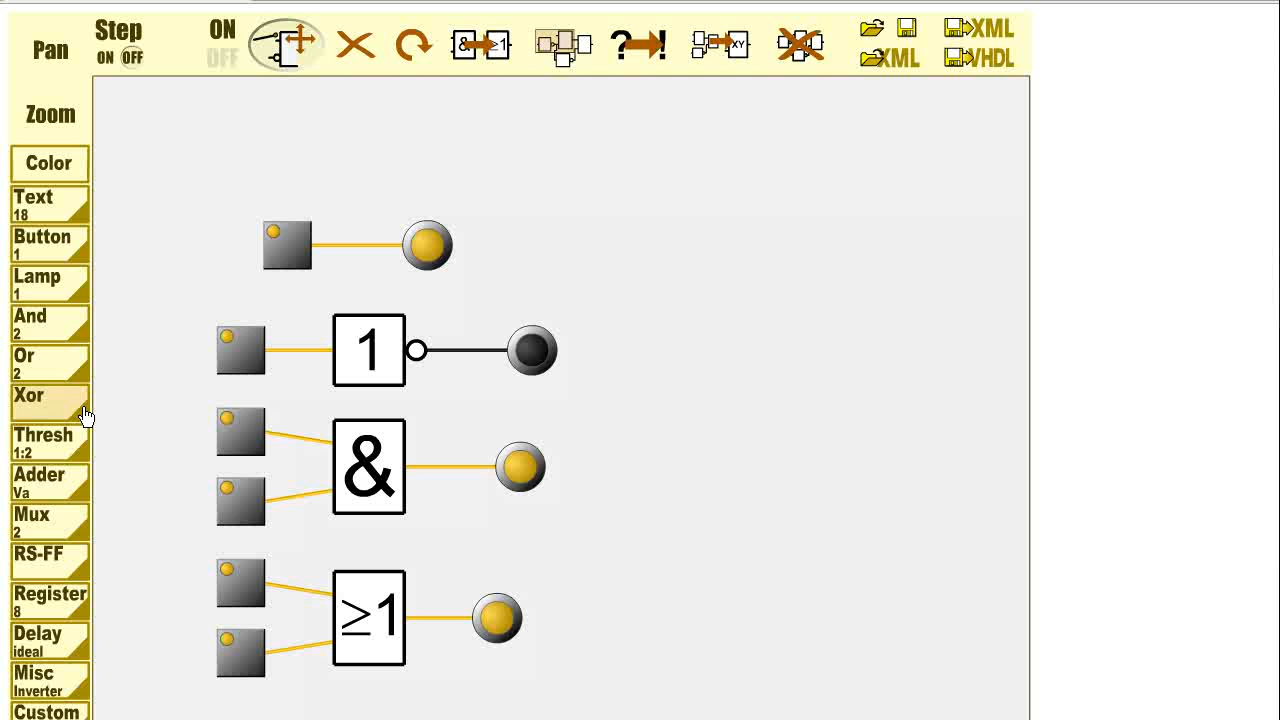 Pan
Step
ON OFF
ON
OFF
& ≥1
? !
XY
XML
XML
VHDL
Zoom
Color
Text
18
Button
1
Lamp
1
And
2
Or
2
Xor
Thresh
1:2
Adder
Va
Mux
2
RS-FF
Register
8
Delay
ideal
Misc
Inverter
Custom
1
&
≥1